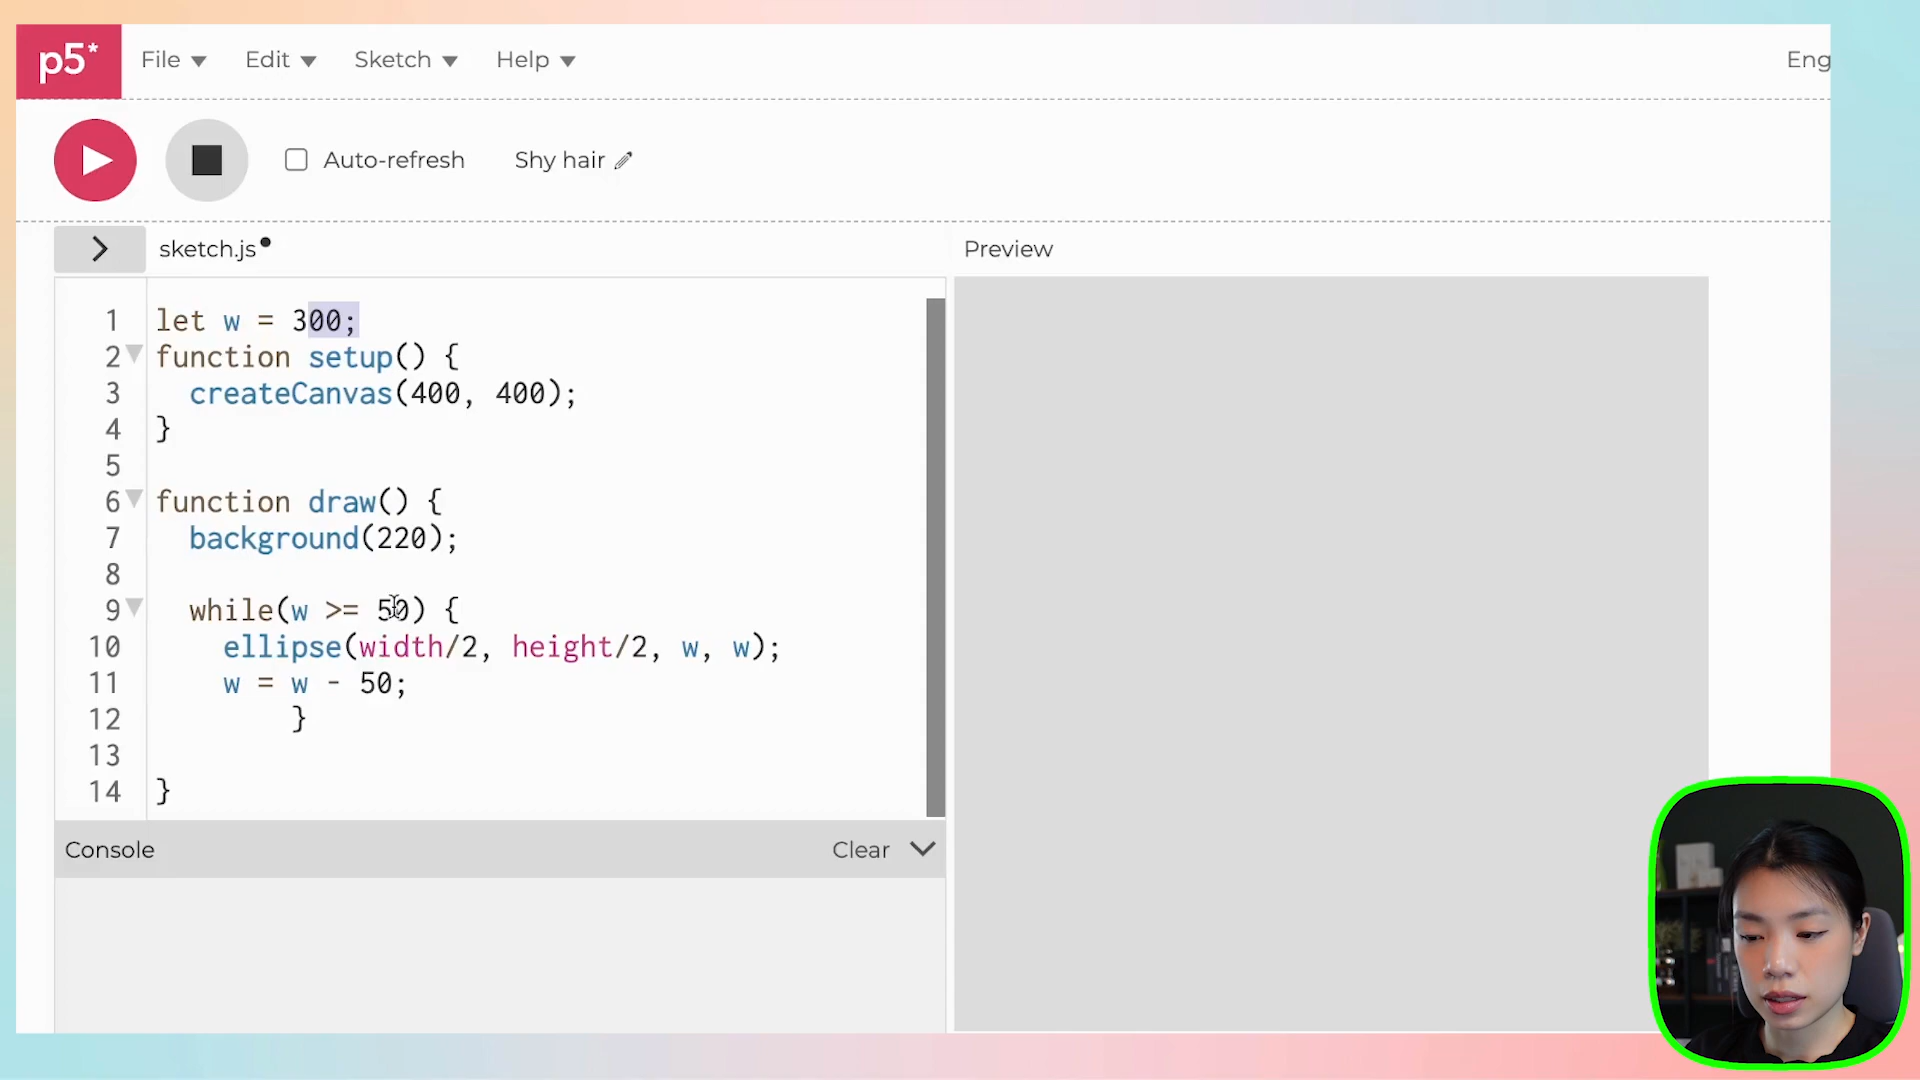 p5* File Edit Sketch Help Eng
Auto-refresh Shy hair
sketch.js Preview
1 let w = 300;
2 function setup() {
3 createCanvas(400, 400);
4 }
5
6 function draw() {
7 background(220);
8
9 while(w >= 50) {
10 ellipse(width/2, height/2, w, w);
11 w = w - 50;
12 }
13
14 }
Console Clear